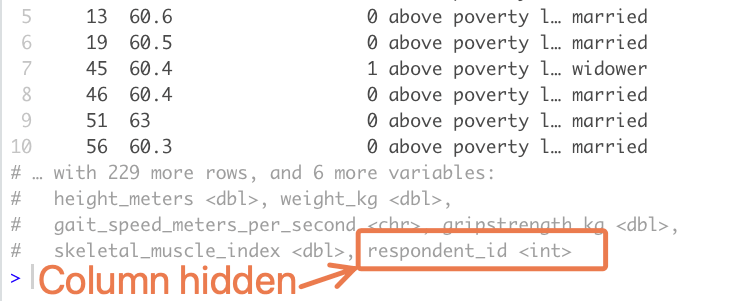 5 13 60.6 0 above poverty l… married
6 19 60.5 0 above poverty l… married
7 45 60.4 1 above poverty l… widower
8 46 60.4 0 above poverty l… married
9 51 63 0 above poverty l… married
10 56 60.3 0 above poverty l… married
# … with 229 more rows, and 6 more variables:
# height_meters <dbl>, weight_kg <dbl>,
# gait_speed_meters_per_second <chr>, gripstrength_kg <dbl>,
# skeletal_muscle_index <dbl>, respondent_id <int>
> Column hidden